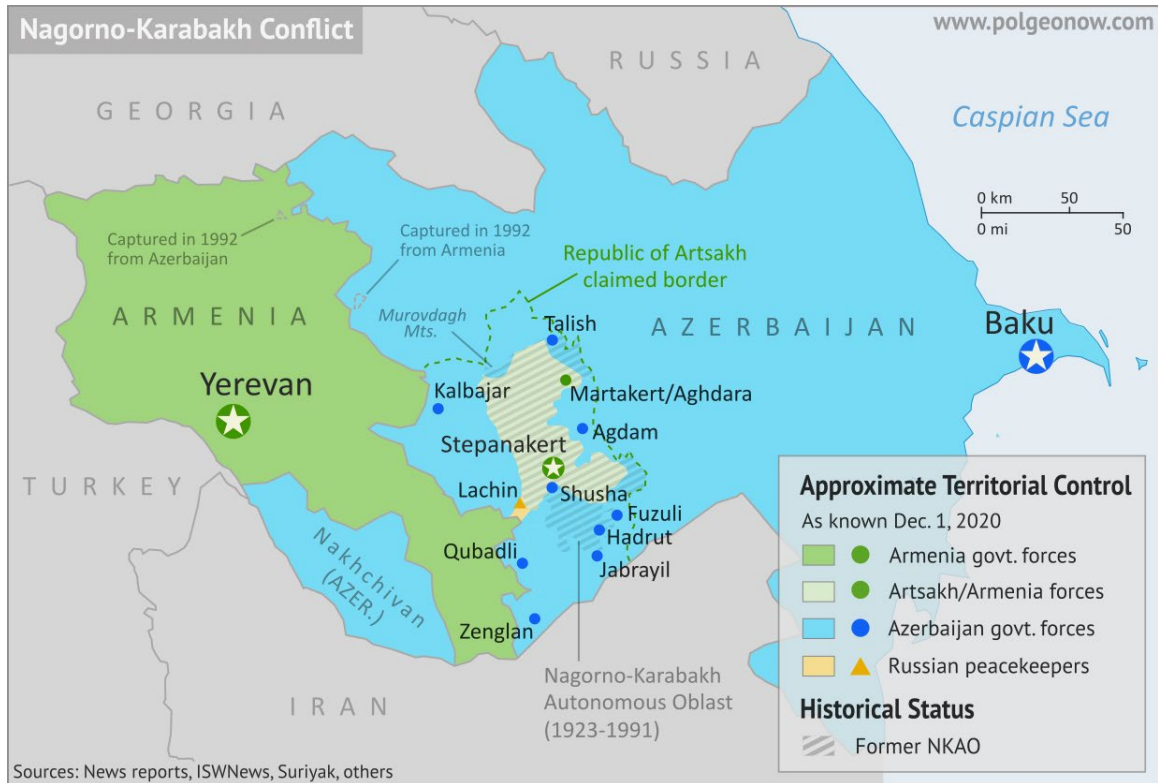 Nagorno-Karabakh Conflict
www.polgeonow.com
RUSSIA
GEORGIA
Caspian Sea
0 km 50
0 mi 50
Captured in 1992
from Azerbaijan
Captured in 1992
from Armenia
Republic of Artsakh
claimed border
ARMENIA
Murovdagh
Mts.
Talish
AZERBAIJAN
Baku
Yerevan
Kalbajar
Martakert/Aghdara
Agdam
Stepanakert
TURKEY
Lachin
Shusha
Fuzuli
Hadrut
Qubadli
Jabrayil
Nakhchivan
(AZER.)
Zenglan
Nagorno-Karabakh
Autonomous Oblast
(1923-1991)
IRAN
Approximate Territorial Control
As known Dec. 1, 2020
Armenia govt. forces
Artsakh/Armenia forces
Azerbaijan govt. forces
Russian peacekeepers
Historical Status
Former NKAO
Sources: News reports, ISWNews, Suriyak, others